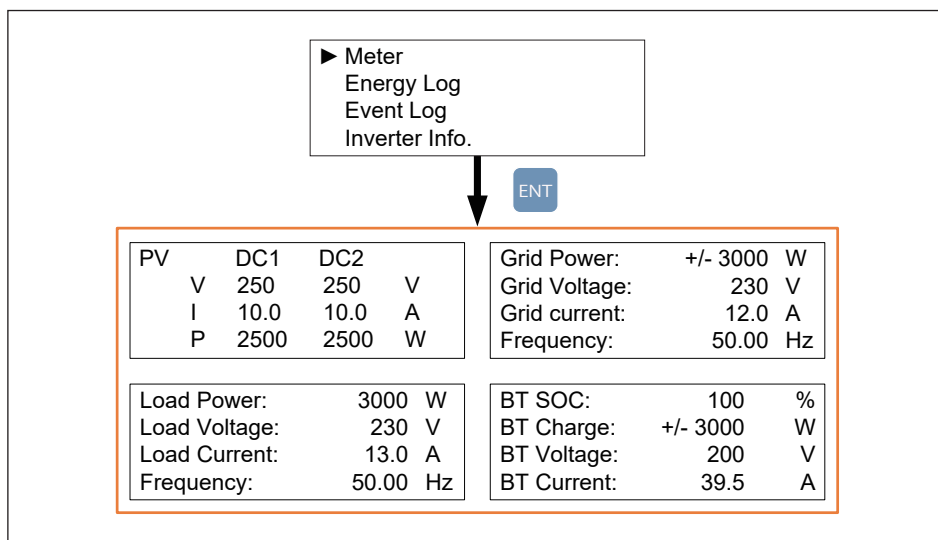 ► Meter
Energy Log
Event Log
Inverter Info.
ENT
PV DC1 DC2
V 250 250 V
I 10.0 10.0 A
P 2500 2500 W
Grid Power: +/- 3000 W
Grid Voltage: 230 V
Grid current: 12.0 A
Frequency: 50.00 Hz
Load Power: 3000 W
Load Voltage: 230 V
Load Current: 13.0 A
Frequency: 50.00 Hz
BT SOC: 100 %
BT Charge: +/- 3000 W
BT Voltage: 200 V
BT Current: 39.5 A